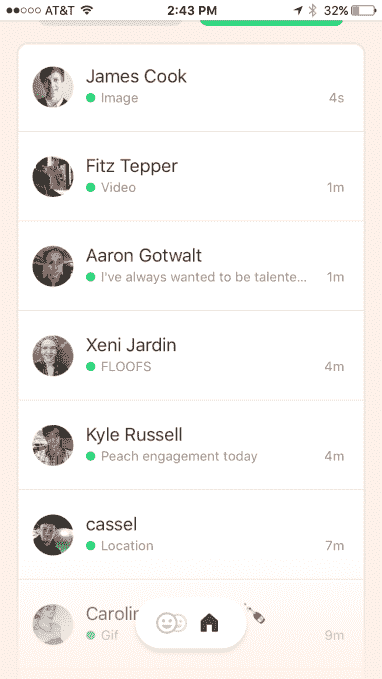 AT&T 2:43 PM 32%
James Cook
Image 4s
Fitz Tepper
Video 1m
Aaron Gotwalt
I've always wanted to be talente... 1m
Xeni Jardin
FLOOFS 4m
Kyle Russell
Peach engagement today 4m
cassel
Location 7m
Carolin
Gif 9m